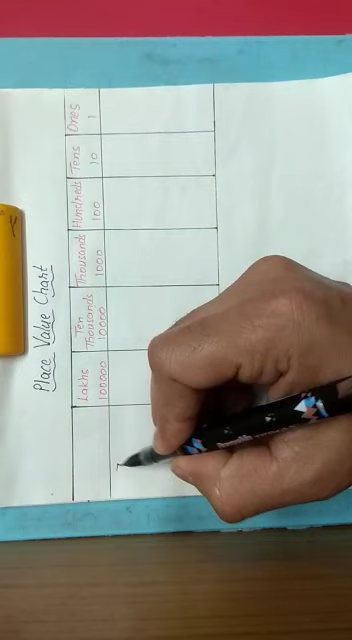 Place Value Chart
Lakhs Ten Thousands Thousands Hundreds Tens Ones
100000 10000 1000 100 10 1